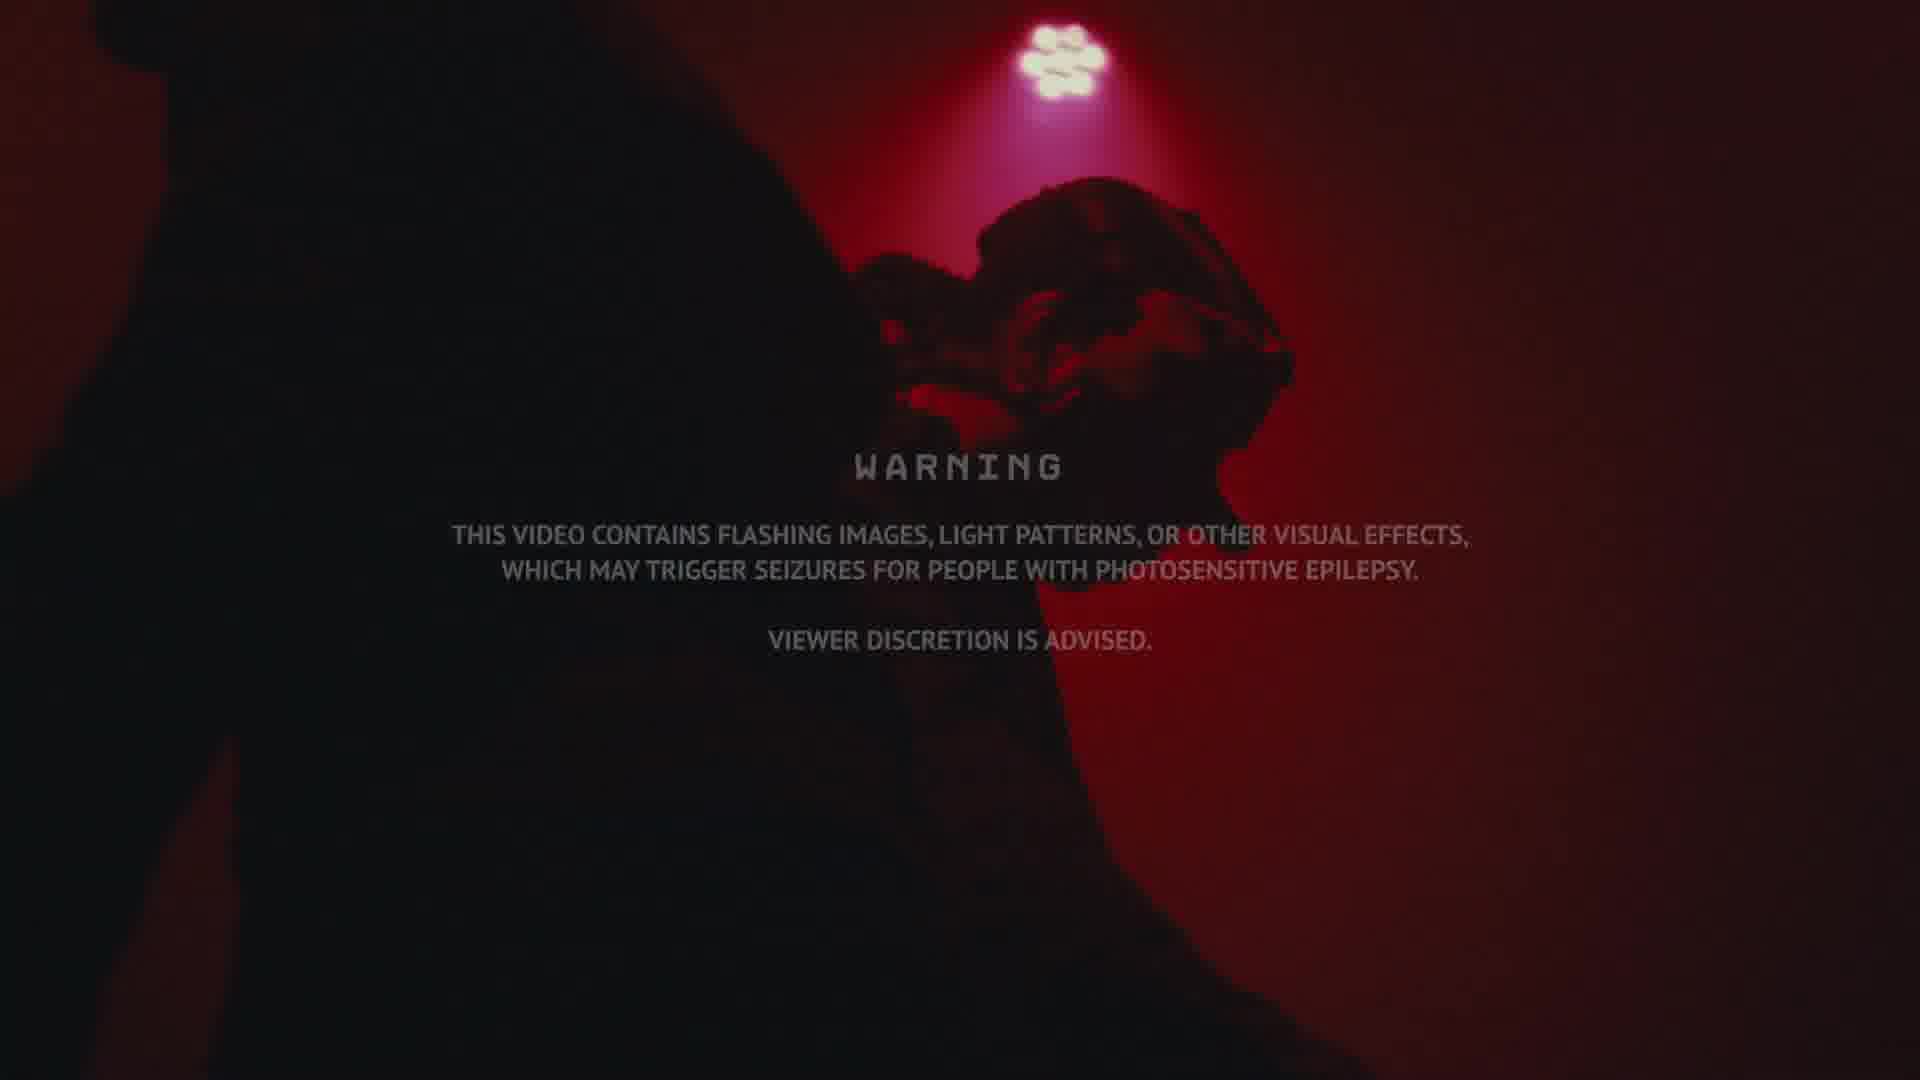 WARNING
THIS VIDEO CONTAINS FLASHING IMAGES, LIGHT PATTERNS, OR OTHER VISUAL EFFECTS,
WHICH MAY TRIGGER SEIZURES FOR PEOPLE WITH PHOTOSENSITIVE EPILEPSY.
VIEWER DISCRETION IS ADVISED.